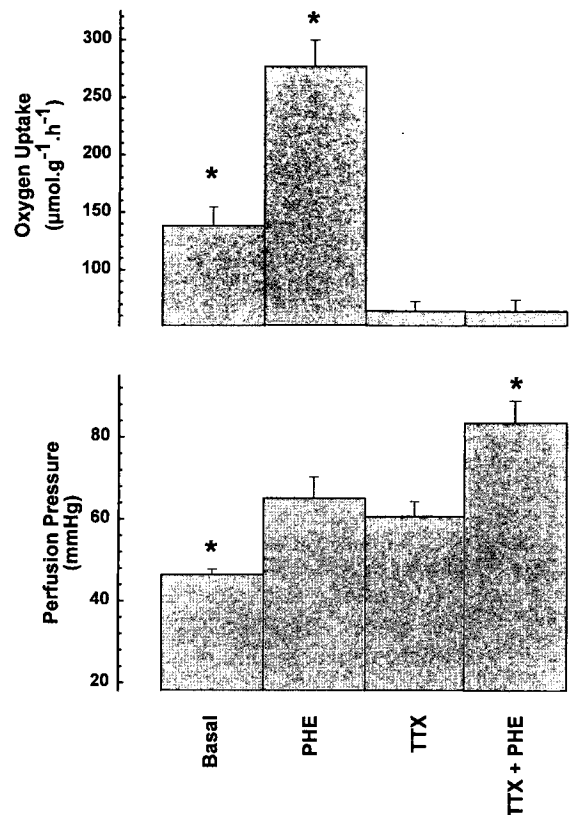 *
300
250
200
150
100
*
Oxygen Uptake
(µmol.g⁻¹.h⁻¹)
*
80
60
40
20
*
Perfusion Pressure
(mmHg)
Basal
PHE
TTX
TTX + PHE